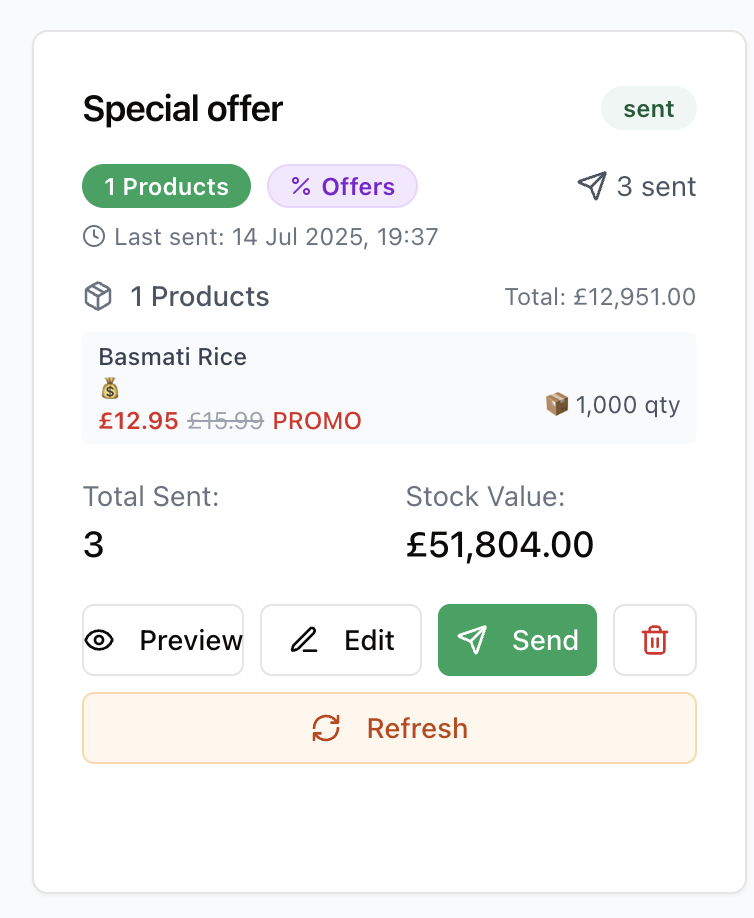 Special offer
sent
1 Products
% Offers
3 sent
Last sent: 14 Jul 2025, 19:37
1 Products
Total: £12,951.00
Basmati Rice
£12.95 £15.99 PROMO
1,000 qty
Total Sent:
3
Stock Value:
£51,804.00
Preview
Edit
Send
Refresh